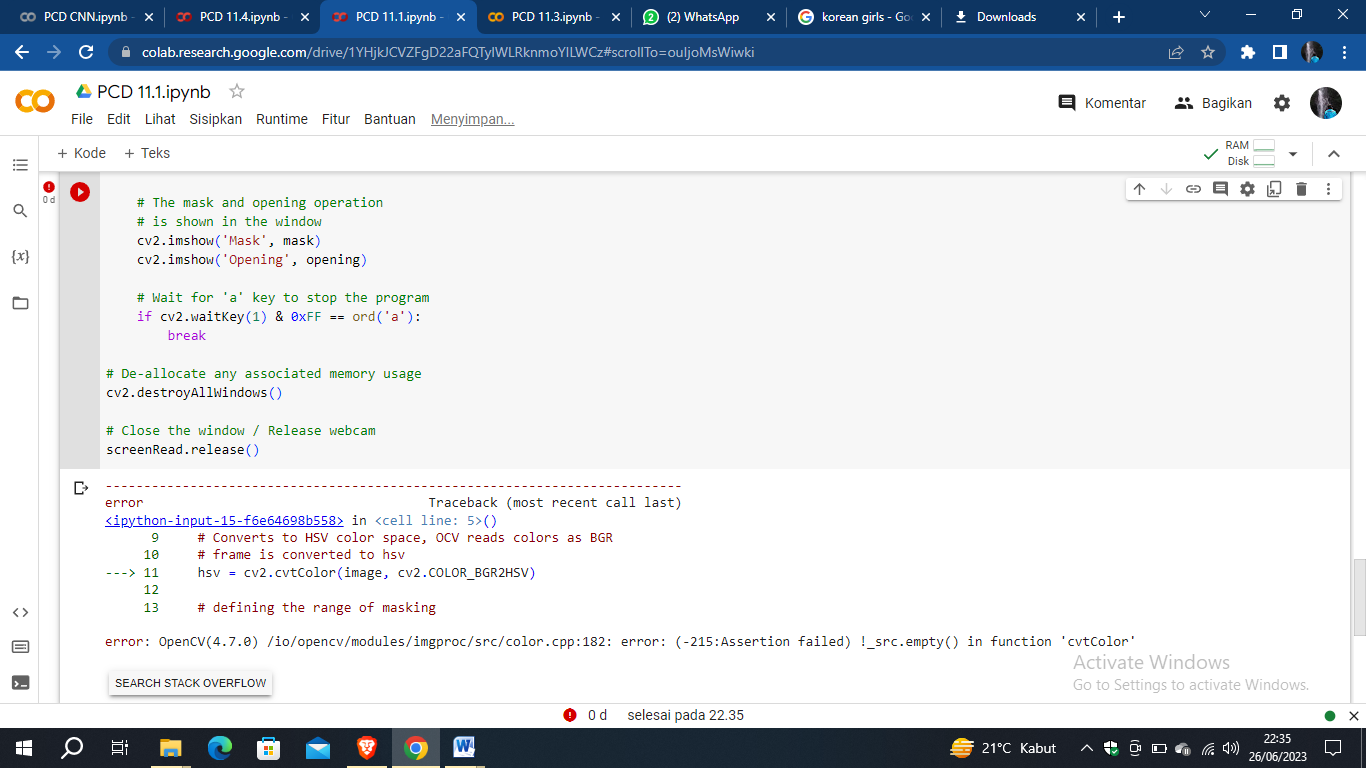 PCD CNN.ipynb -
PCD 11.4.ipynb -
PCD 11.1.ipynb -
PCD 11.3.ipynb -
(2) WhatsApp
korean girls - Goo
Downloads
colab.research.google.com/drive/1YHjkJCVZFgD22aFQTyIWLRknmoYILWCz#scrollTo=ouIjoMsWiwki
PCD 11.1.ipynb
File Edit Lihat Sisipkan Runtime Fitur Bantuan Menyimpan...
Komentar
Bagikan
+ Kode + Teks
RAM
Disk
0 d
# The mask and opening operation
# is shown in the window
cv2.imshow('Mask', mask)
cv2.imshow('Opening', opening)
# Wait for 'a' key to stop the program
if cv2.waitKey(1) & 0xFF == ord('a'):
break
# De-allocate any associated memory usage
cv2.destroyAllWindows()
# Close the window / Release webcam
screenRead.release()
---------------------------------------------------------------------------
error Traceback (most recent call last)
<ipython-input-15-f6e64698b558> in <cell line: 5>()
9 # Converts to HSV color space, OCV reads colors as BGR
10 # frame is converted to hsv
---> 11 hsv = cv2.cvtColor(image, cv2.COLOR_BGR2HSV)
12
13 # defining the range of masking
error: OpenCV(4.7.0) /io/opencv/modules/imgproc/src/color.cpp:182: error: (-215:Assertion failed) !_src.empty() in function 'cvtColor'
SEARCH STACK OVERFLOW
Activate Windows
Go to Settings to activate Windows.
0 d selesai pada 22.35
21°C Kabut
22:35
26/06/2023